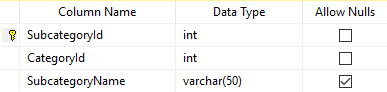 Column Name Data Type Allow Nulls
SubcategoryId int
CategoryId int
SubcategoryName varchar(50)